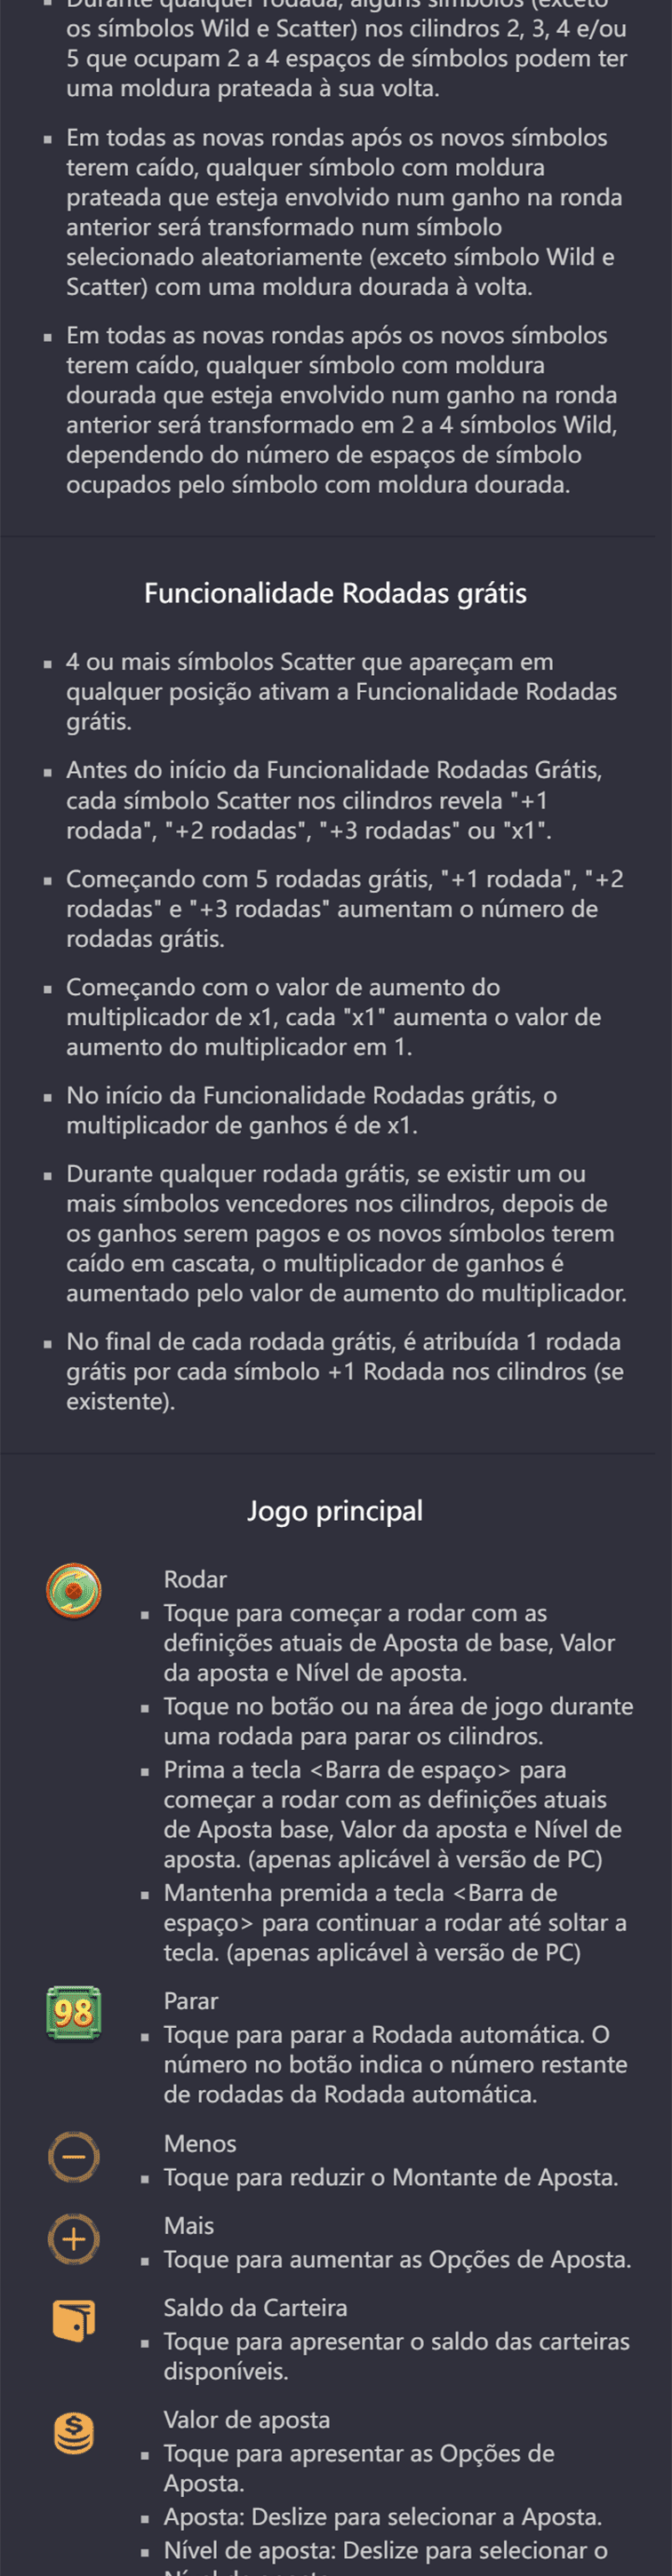 Durante qualquer rodada, alguns símbolos (exceto
os símbolos Wild e Scatter) nos cilindros 2, 3, 4 e/ou
5 que ocupam 2 a 4 espaços de símbolos podem ter
uma moldura prateada à sua volta.
Em todas as novas rondas após os novos símbolos
terem caído, qualquer símbolo com moldura
prateada que esteja envolvido num ganho na ronda
anterior será transformado num símbolo
selecionado aleatoriamente (exceto símbolo Wild e
Scatter) com uma moldura dourada à volta.
Em todas as novas rondas após os novos símbolos
terem caído, qualquer símbolo com moldura
dourada que esteja envolvido num ganho na ronda
anterior será transformado em 2 a 4 símbolos Wild,
dependendo do número de espaços de símbolo
ocupados pelo símbolo com moldura dourada.
Funcionalidade Rodadas grátis
4 ou mais símbolos Scatter que apareçam em
qualquer posição ativam a Funcionalidade Rodadas
grátis.
Antes do início da Funcionalidade Rodadas Grátis,
cada símbolo Scatter nos cilindros revela "+1
rodada", "+2 rodadas", "+3 rodadas" ou "x1".
Começando com 5 rodadas grátis, "+1 rodada", "+2
rodadas" e "+3 rodadas" aumentam o número de
rodadas grátis.
Começando com o valor de aumento do
multiplicador de x1, cada "x1" aumenta o valor de
aumento do multiplicador em 1.
No início da Funcionalidade Rodadas grátis, o
multiplicador de ganhos é de x1.
Durante qualquer rodada grátis, se existir um ou
mais símbolos vencedores nos cilindros, depois de
os ganhos serem pagos e os novos símbolos terem
caído em cascata, o multiplicador de ganhos é
aumentado pelo valor de aumento do multiplicador.
No final de cada rodada grátis, é atribuída 1 rodada
grátis por cada símbolo +1 Rodada nos cilindros (se
existente).
Jogo principal
Rodar
Toque para começar a rodar com as
definições atuais de Aposta de base, Valor
da aposta e Nível de aposta.
Toque no botão ou na área de jogo durante
uma rodada para parar os cilindros.
Prima a tecla <Barra de espaço> para
começar a rodar com as definições atuais
de Aposta base, Valor da aposta e Nível de
aposta. (apenas aplicável à versão de PC)
Mantenha premida a tecla <Barra de
espaço> para continuar a rodar até soltar a
tecla. (apenas aplicável à versão de PC)
98
Parar
Toque para parar a Rodada automática. O
número no botão indica o número restante
de rodadas da Rodada automática.
Menos
Toque para reduzir o Montante de Aposta.
Mais
Toque para aumentar as Opções de Aposta.
Saldo da Carteira
Toque para apresentar o saldo das carteiras
disponíveis.
Valor de aposta
Toque para apresentar as Opções de
Aposta.
Aposta: Deslize para selecionar a Aposta.
Nível de aposta: Deslize para selecionar o